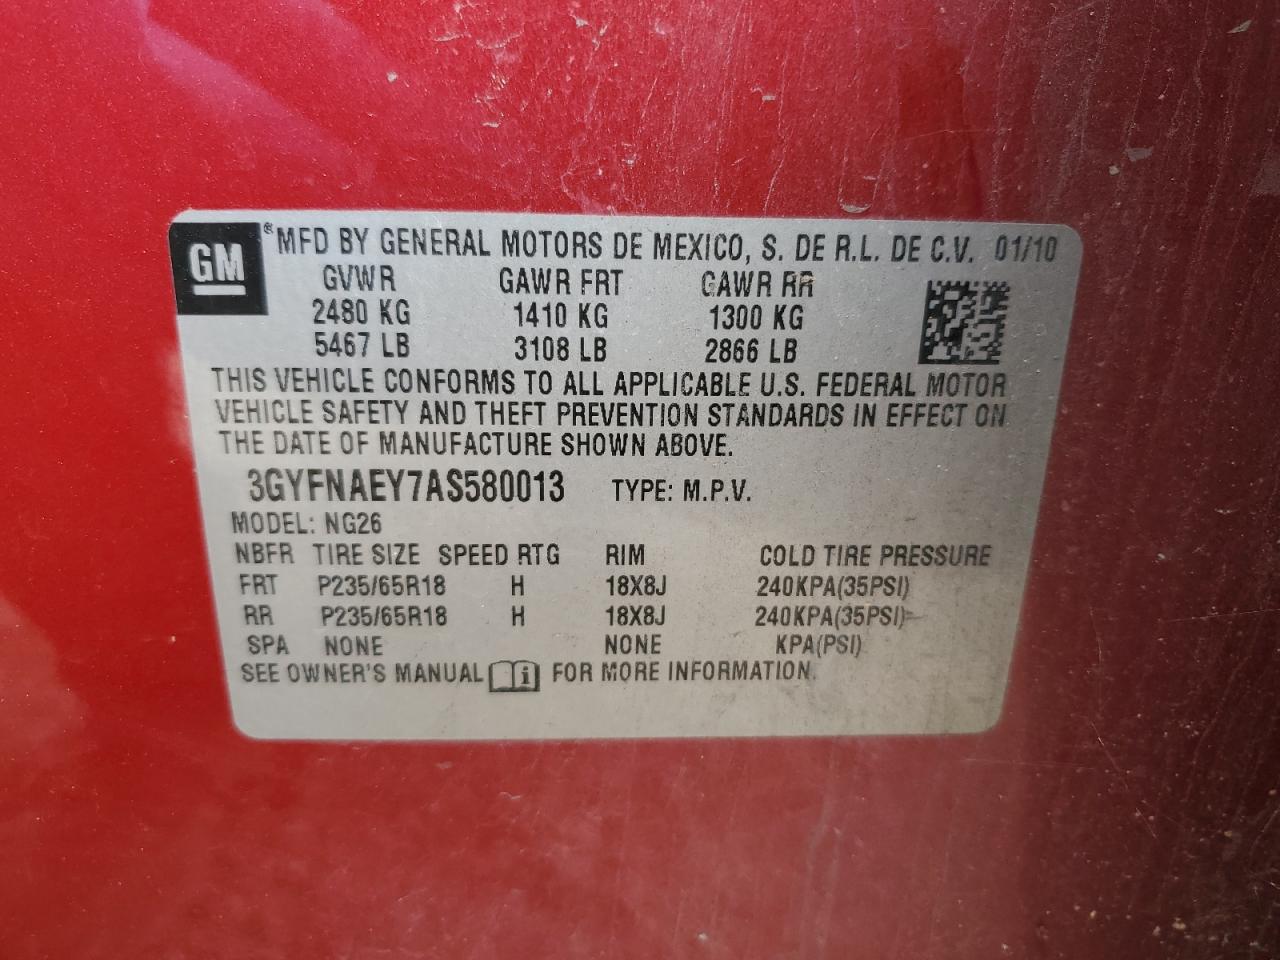 GM
® MFD BY GENERAL MOTORS DE MEXICO, S. DE R.L. DE C.V. 01/10
GVWR GAWR FRT GAWR RR
2480 KG 1410 KG 1300 KG
5467 LB 3108 LB 2866 LB
THIS VEHICLE CONFORMS TO ALL APPLICABLE U.S. FEDERAL MOTOR
VEHICLE SAFETY AND THEFT PREVENTION STANDARDS IN EFFECT ON
THE DATE OF MANUFACTURE SHOWN ABOVE.
3GYFNAEY7AS580013 TYPE: M.P.V.
MODEL: NG26
NBFR TIRE SIZE SPEED RTG RIM COLD TIRE PRESSURE
FRT P235/65R18 H 18X8J 240KPA(35PSI)
RR P235/65R18 H 18X8J 240KPA(35PSI)
SPA NONE NONE KPA(PSI)
SEE OWNER'S MANUAL i FOR MORE INFORMATION.